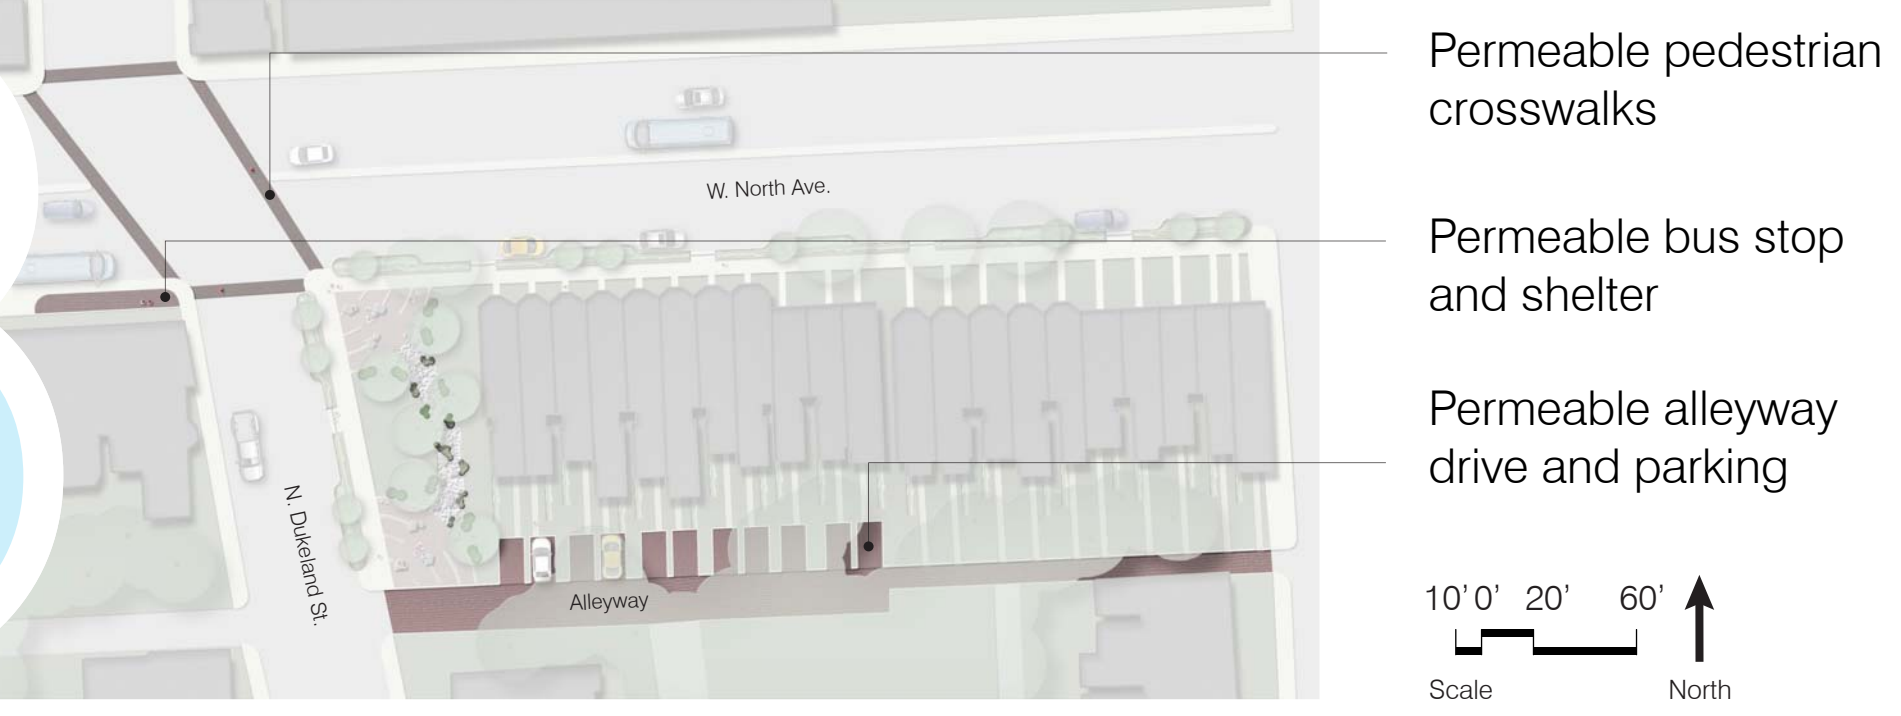 Permeable pedestrian
crosswalks
W. North Ave.
Permeable bus stop
and shelter
Permeable alleyway
drive and parking
N. Dukeland St.
Alleyway
10’ 0’ 20’ 60’
Scale
North